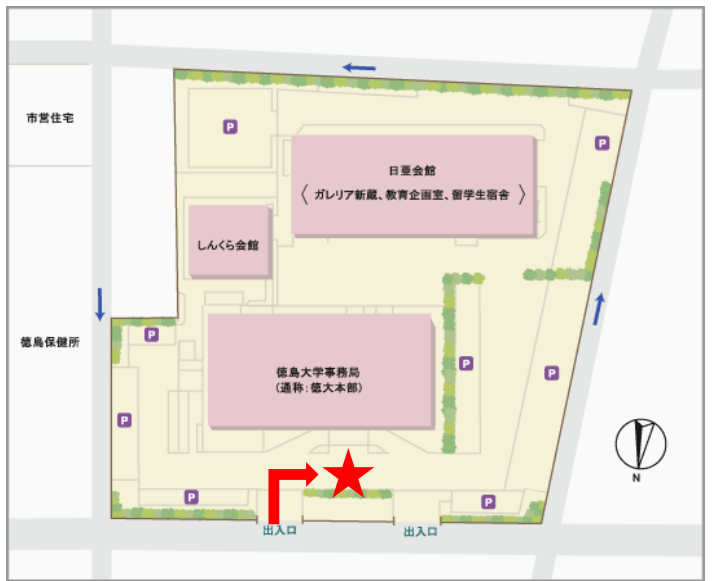 市営住宅
P
P
日亜会館
〈 ガレリア新蔵、教育企画室、留学生宿舎 〉
しんくら会館
徳島保健所
P
徳島大学事務局
（通称：徳大本部）
P
P
P
P
P
N
出入口
出入口